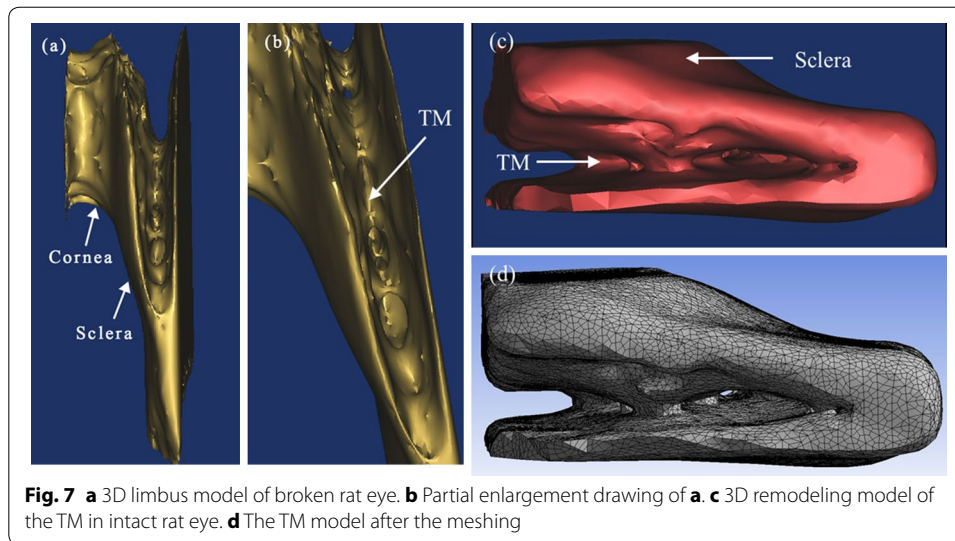 (a)
Cornea
Sclera
(b)
TM
(c)
Sclera
TM
(d)
Fig. 7 a 3D limbus model of broken rat eye. b Partial enlargement drawing of a. c 3D remodeling model of
the TM in intact rat eye. d The TM model after the meshing